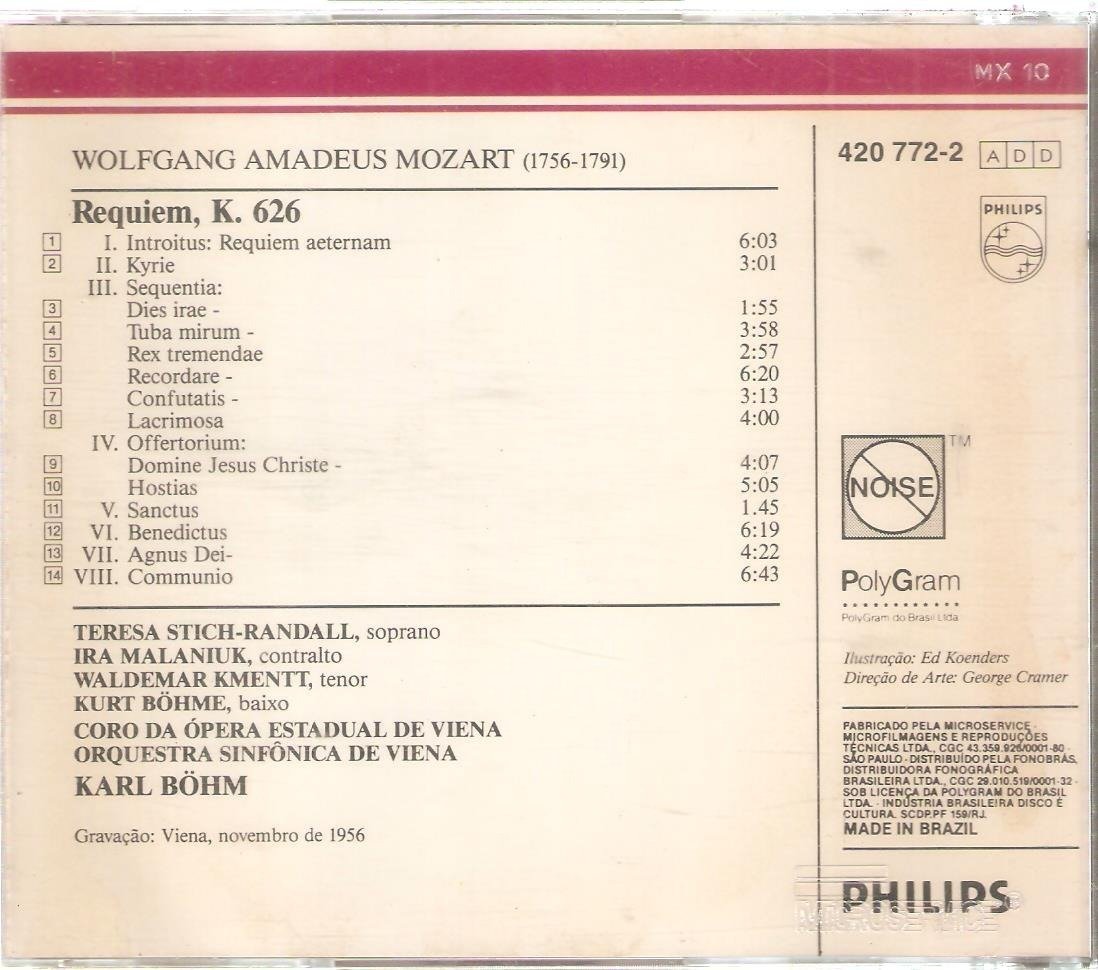 MX 10
WOLFGANG AMADEUS MOZART (1756-1791)
Requiem, K. 626
1 I. Introitus: Requiem aeternam 6:03
2 II. Kyrie 3:01
III. Sequentia:
3 Dies irae - 1:55
4 Tuba mirum - 3:58
5 Rex tremendae 2:57
6 Recordare - 6:20
7 Confutatis - 3:13
8 Lacrimosa 4:00
IV. Offertorium:
9 Domine Jesus Christe - 4:07
10 Hostias 5:05
11 V. Sanctus 1.45
12 VI. Benedictus 6:19
13 VII. Agnus Dei- 4:22
14 VIII. Communio 6:43
TERESA STICH-RANDALL, soprano
IRA MALANIUK, contralto
WALDEMAR KMENTT, tenor
KURT BÖHME, baixo
CORO DA ÓPERA ESTADUAL DE VIENA
ORQUESTRA SINFÔNICA DE VIENA
KARL BÖHM
Gravação: Viena, novembro de 1956
420 772-2 ADD
PHILIPS
NOISE TM
PolyGram
PolyGram do Brasil Ltda
Ilustração: Ed Koenders
Direção de Arte: George Cramer
FABRICADO PELA MICROSERVICE -
MICROFILMAGENS E REPRODUÇÕES
TÉCNICAS LTDA., CGC 43.359.926/0001-80 -
SÃO PAULO - DISTRIBUÍDO PELA FONOBRÁS,
DISTRIBUIDORA FONOGRÁFICA
BRASILEIRA LTDA., CGC 29.010.519/0001-32 -
SOB LICENÇA DA POLYGRAM DO BRASIL
LTDA. - INDÚSTRIA BRASILEIRA DISCO É
CULTURA. SCDP.PF 159/RJ.
MADE IN BRAZIL
PHILIPS
MICROSERVICE